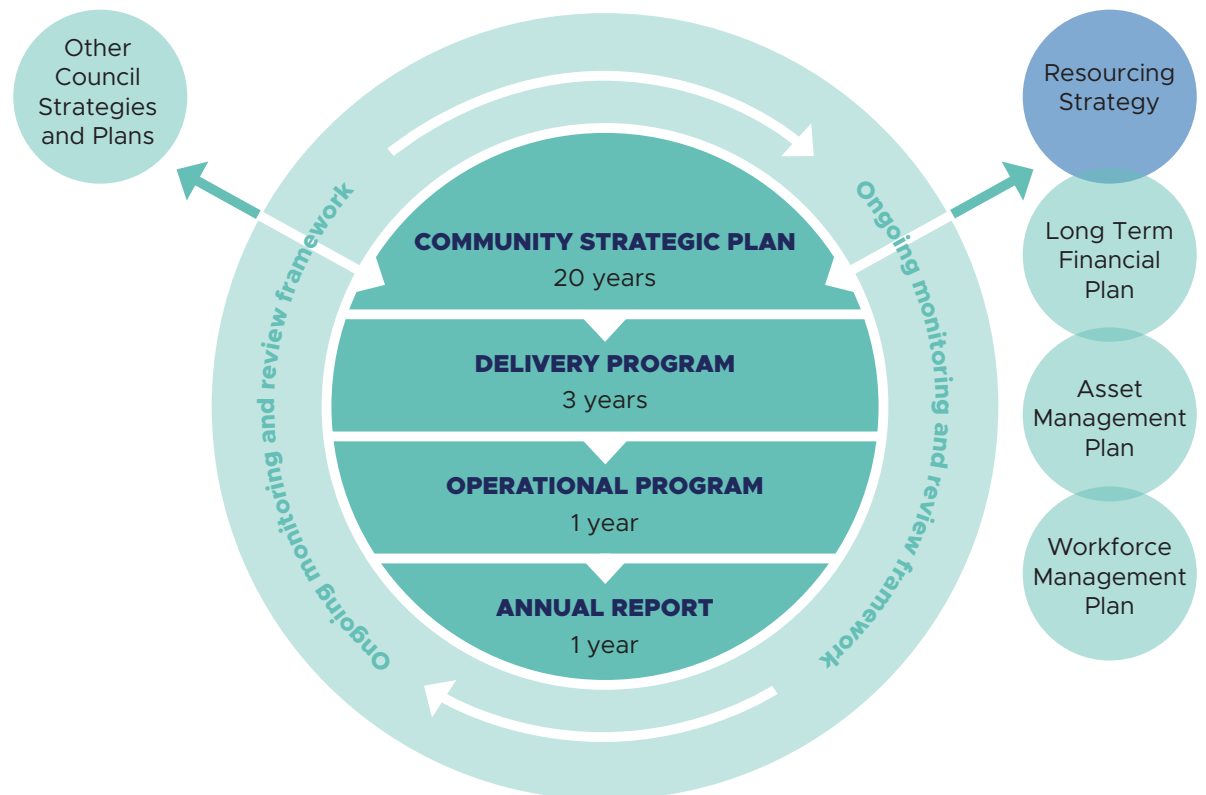 Other
Council
Strategies
and Plans
Resourcing
Strategy
Long Term
Financial
Plan
Asset
Management
Plan
Workforce
Management
Plan
Ongoing monitoring and review framework
COMMUNITY STRATEGIC PLAN
20 years
DELIVERY PROGRAM
3 years
OPERATIONAL PROGRAM
1 year
ANNUAL REPORT
1 year
Ongoing monitoring and review framework